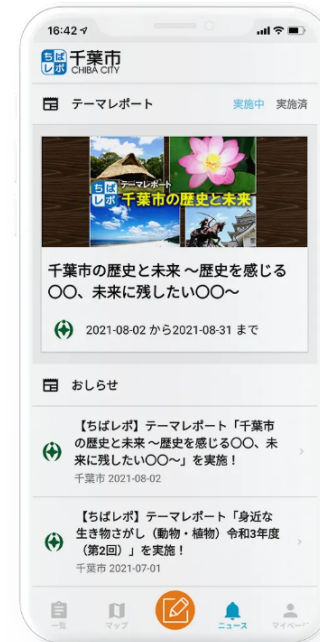 16:42
ちば
レポ
千葉市
CHIBA CITY
テーマレポート
実施中
実施済
ちば
レポ
テーマレポート
千葉市の歴史と未来
千葉市の歴史と未来 ～歴史を感じる
〇〇、未来に残したい〇〇～
2021-08-02 から2021-08-31 まで
おしらせ
【ちばレポ】テーマレポート「千葉市
の歴史と未来 ～歴史を感じる〇〇、未
来に残したい〇〇～」を実施！
千葉市 2021-08-02
【ちばレポ】テーマレポート「身近な
生き物さがし（動物・植物）令和3年度
（第2回）」を実施！
千葉市 2021-07-01
一覧
マップ
ニュース
マイページ